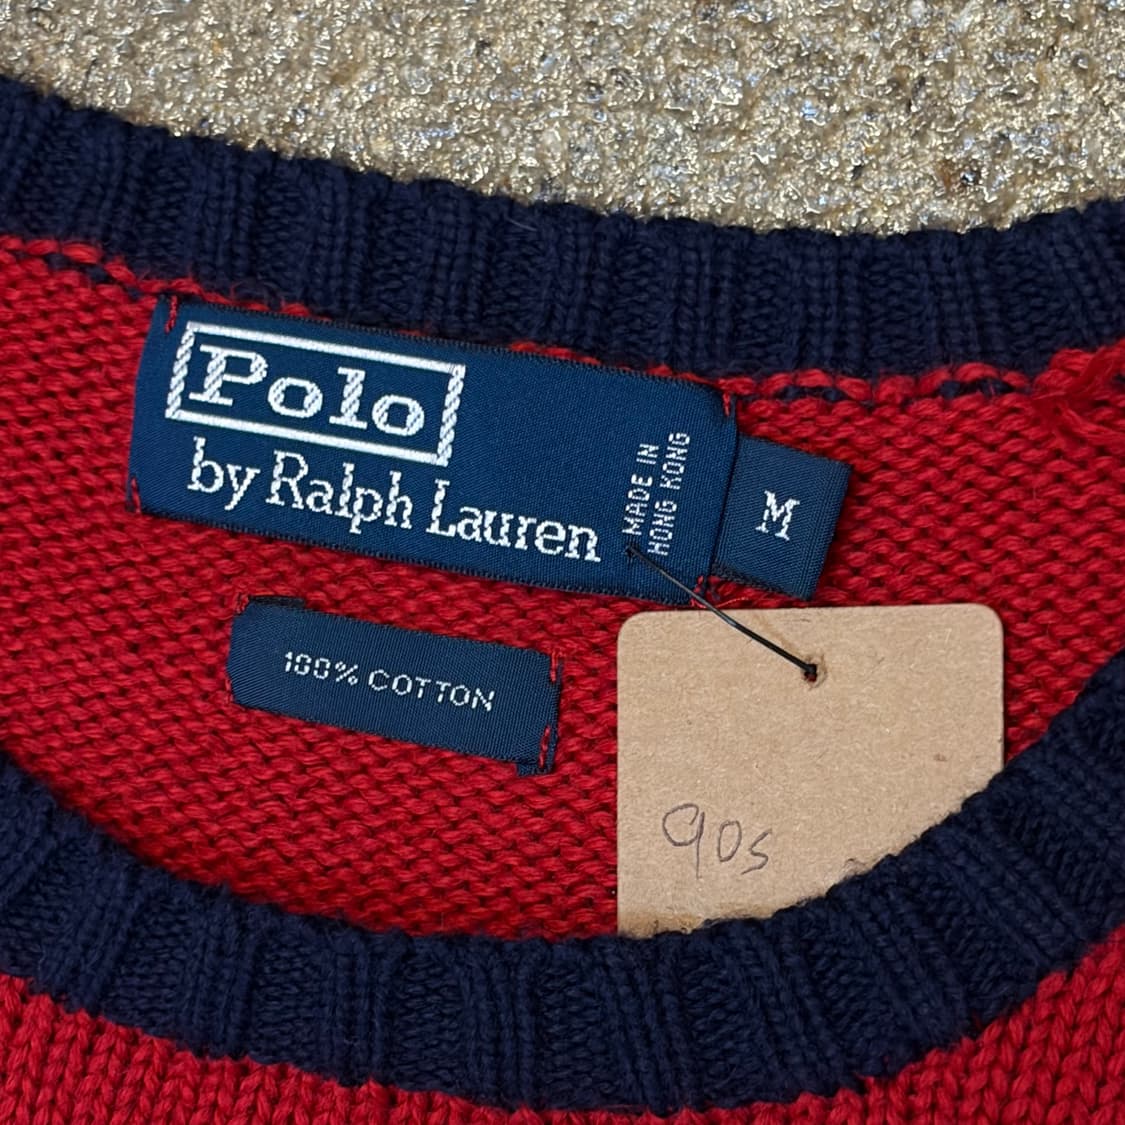 Polo
by Ralph Lauren
MADE IN
HONG KONG
M
100% COTTON
90s